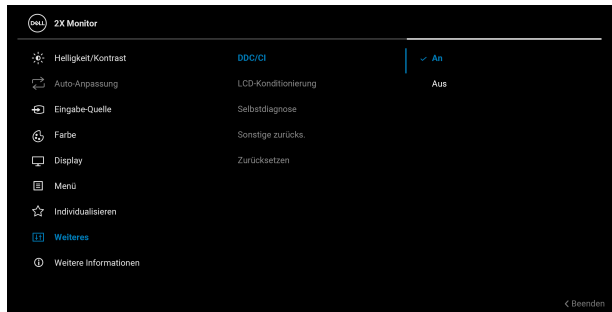 DELL 2X Monitor
Helligkeit/Kontrast
Auto-Anpassung
Eingabe-Quelle
Farbe
Display
Menü
Individualisieren
Weiteres
Weitere Informationen
DDC/CI
LCD-Konditionierung
Selbstdiagnose
Sonstige zurücks.
Zurücksetzen
An
Aus
Beenden